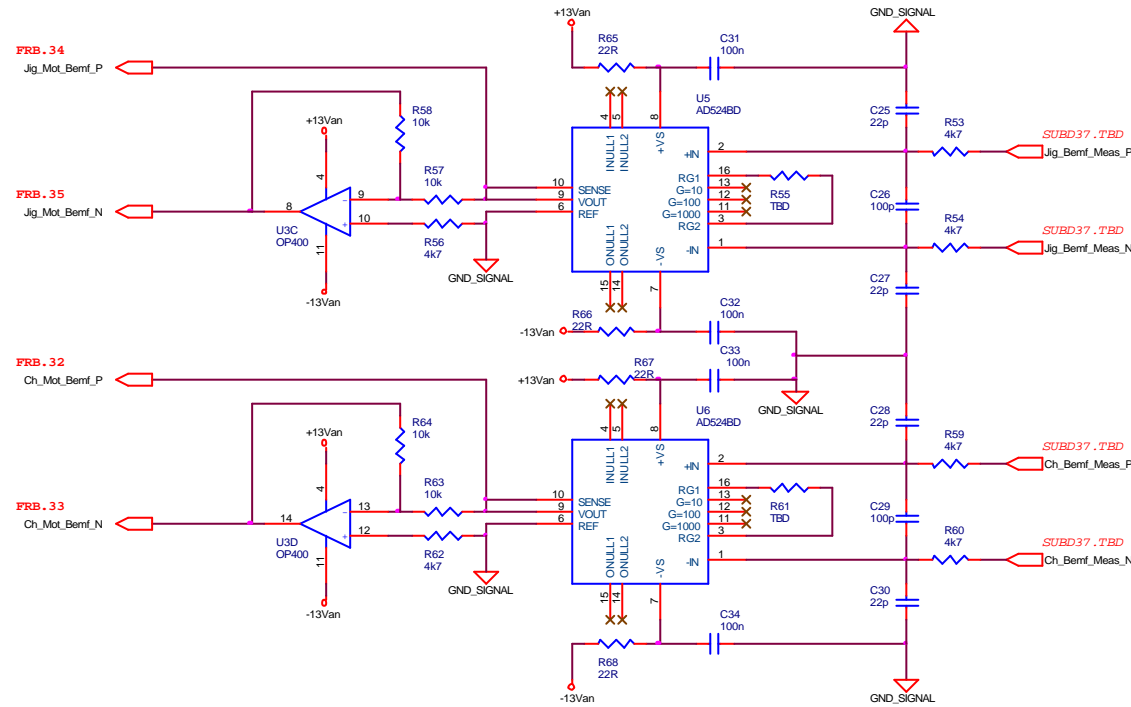 +13Van
GND_SIGNAL
R65
22R
C31
100n
FRB.34
Jig_Mot_Bemf_P
U5
AD524BD
R58
10k
+13Van
4
5
8
INULL1
INULL2
+VS
C25
22p
R53
4k7
SUBD37.TBD
Jig_Bemf_Meas_P
+IN
2
4
R57
10k
FRB.35
Jig_Mot_Bemf_N
8
9
10
U3C
OP400
11
-13Van
R56
4k7
GND_SIGNAL
10
9
6
SENSE
VOUT
REF
RG1
G=10
G=100
G=1000
RG2
16
13
12
11
3
R55
TBD
C26
100p
R54
4k7
SUBD37.TBD
Jig_Bemf_Meas_N
-IN
1
ONULL1
ONULL2
-VS
15
14
7
C27
22p
C32
100n
-13Van
R66
22R
FRB.32
Ch_Mot_Bemf_P
+13Van
R67
22R
C33
100n
GND_SIGNAL
U6
AD524BD
R64
10k
+13Van
4
5
8
INULL1
INULL2
+VS
C28
22p
R59
4k7
SUBD37.TBD
Ch_Bemf_Meas_P
+IN
2
4
R63
10k
FRB.33
Ch_Mot_Bemf_N
14
13
12
U3D
OP400
11
-13Van
R62
4k7
GND_SIGNAL
10
9
6
SENSE
VOUT
REF
RG1
G=10
G=100
G=1000
RG2
16
13
12
11
3
R61
TBD
C29
100p
R60
4k7
SUBD37.TBD
Ch_Bemf_Meas_N
-IN
1
ONULL1
ONULL2
-VS
15
14
7
C30
22p
C34
100n
R68
22R
-13Van
GND_SIGNAL